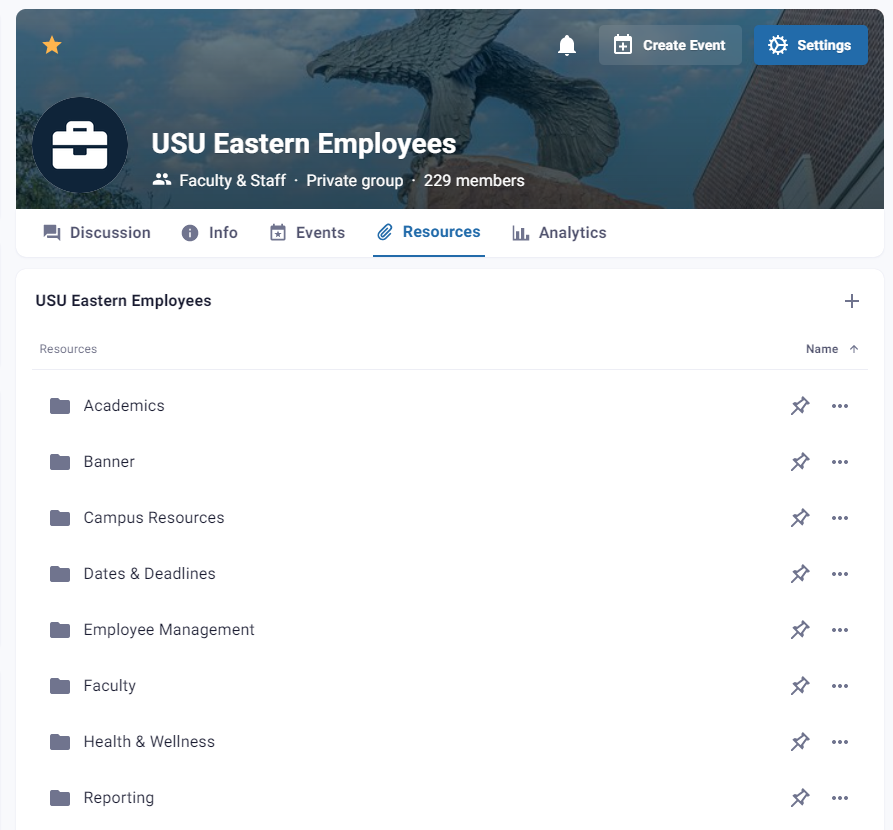 Create Event
Settings
USU Eastern Employees
Faculty & Staff · Private group · 229 members
Discussion Info Events Resources Analytics
USU Eastern Employees
Resources Name
Academics
Banner
Campus Resources
Dates & Deadlines
Employee Management
Faculty
Health & Wellness
Reporting